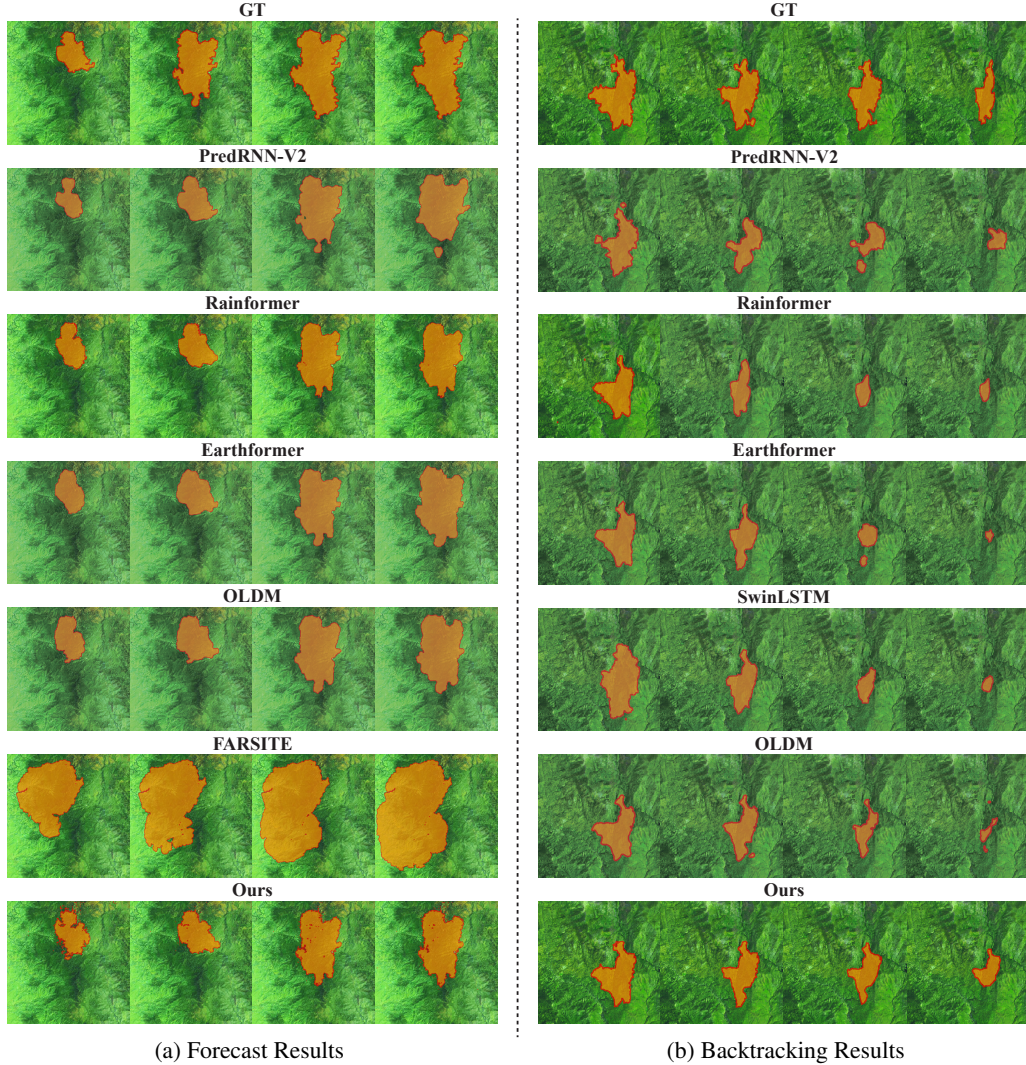 GT
PredRNN-V2
Rainformer
Earthformer
OLDM
FARSITE
Ours
(a) Forecast Results
GT
PredRNN-V2
Rainformer
Earthformer
SwinLSTM
OLDM
Ours
(b) Backtracking Results